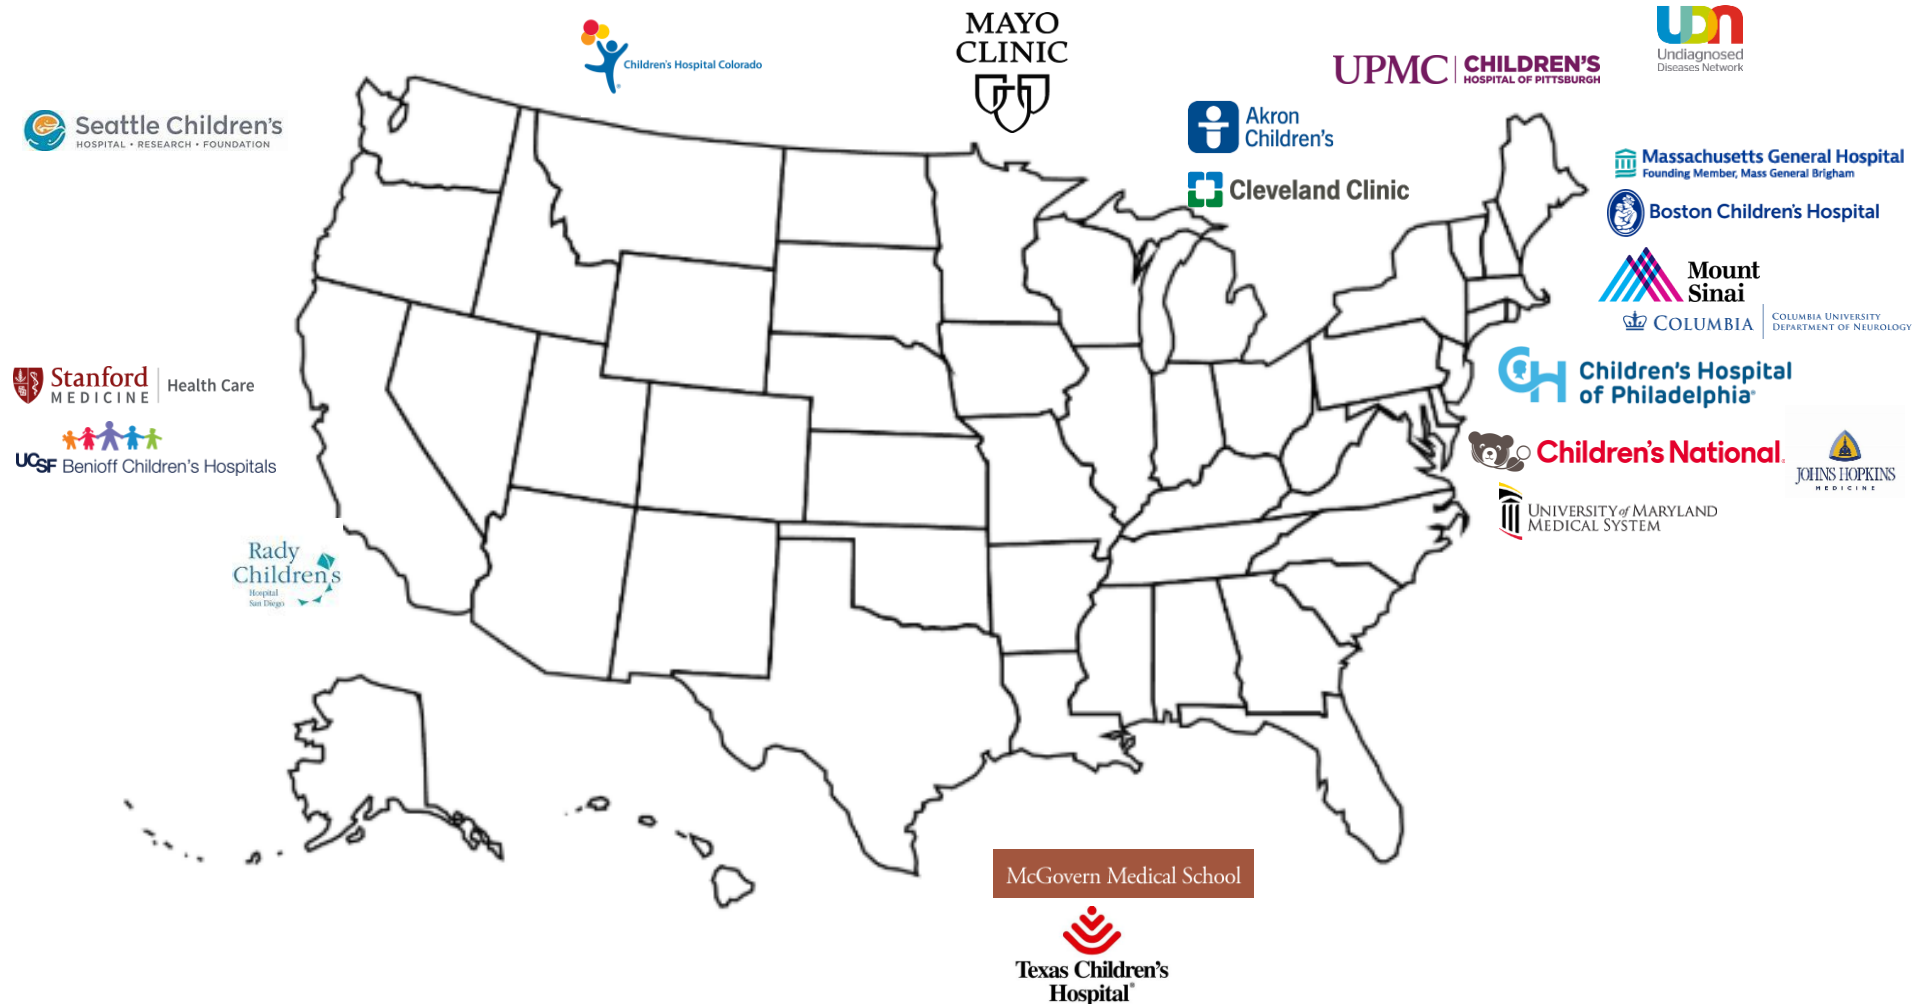 Children's Hospital Colorado
MAYO
CLINIC
UPMC CHILDREN'S
HOSPITAL OF PITTSBURGH
UDN
Undiagnosed
Diseases Network
Seattle Children's
HOSPITAL • RESEARCH • FOUNDATION
Akron
Children's
Cleveland Clinic
Massachusetts General Hospital
Founding Member, Mass General Brigham
Boston Children's Hospital
Mount
Sinai
COLUMBIA
COLUMBIA UNIVERSITY
DEPARTMENT OF NEUROLOGY
Stanford
MEDICINE
Health Care
CH Children's Hospital
of Philadelphia®
UCSF Benioff Children's Hospitals
Children's National.
JOHNS HOPKINS
MEDICINE
UNIVERSITY of MARYLAND
MEDICAL SYSTEM
Rady
Children's
Hospital
San Diego
McGovern Medical School
Texas Children's
Hospital®